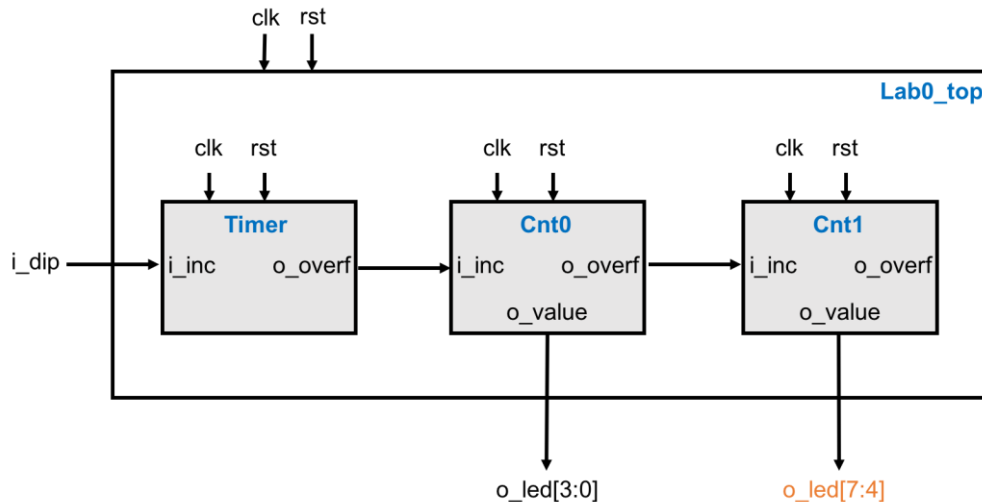 clk rst
Lab0_top
clk rst
clk rst
clk rst
Timer
Cnt0
Cnt1
i_dip
i_inc o_overf
i_inc o_overf
i_inc o_overf
o_value
o_value
o_led[3:0]
o_led[7:4]